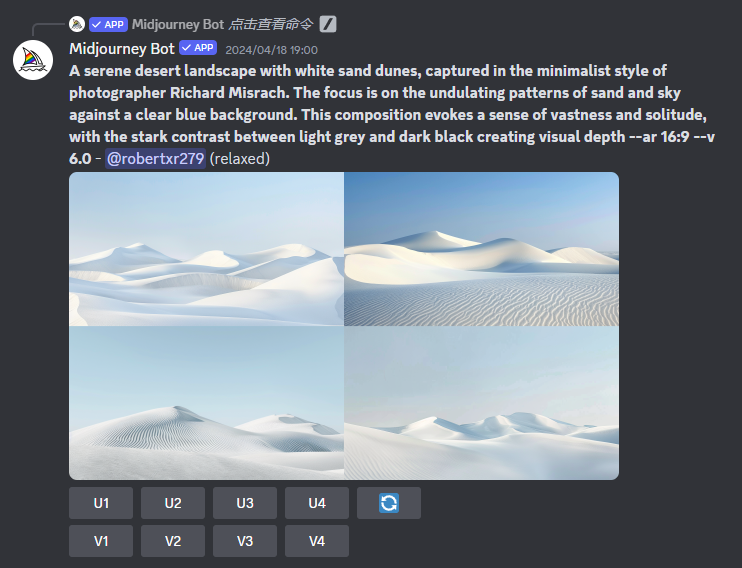 APP Midjourney Bot 点击查看命令
Midjourney Bot APP 2024/04/18 19:00
A serene desert landscape with white sand dunes, captured in the minimalist style of
photographer Richard Misrach. The focus is on the undulating patterns of sand and sky
against a clear blue background. This composition evokes a sense of vastness and solitude,
with the stark contrast between light grey and dark black creating visual depth --ar 16:9 --v
6.0 - @robertxr279 (relaxed)
U1 U2 U3 U4
V1 V2 V3 V4